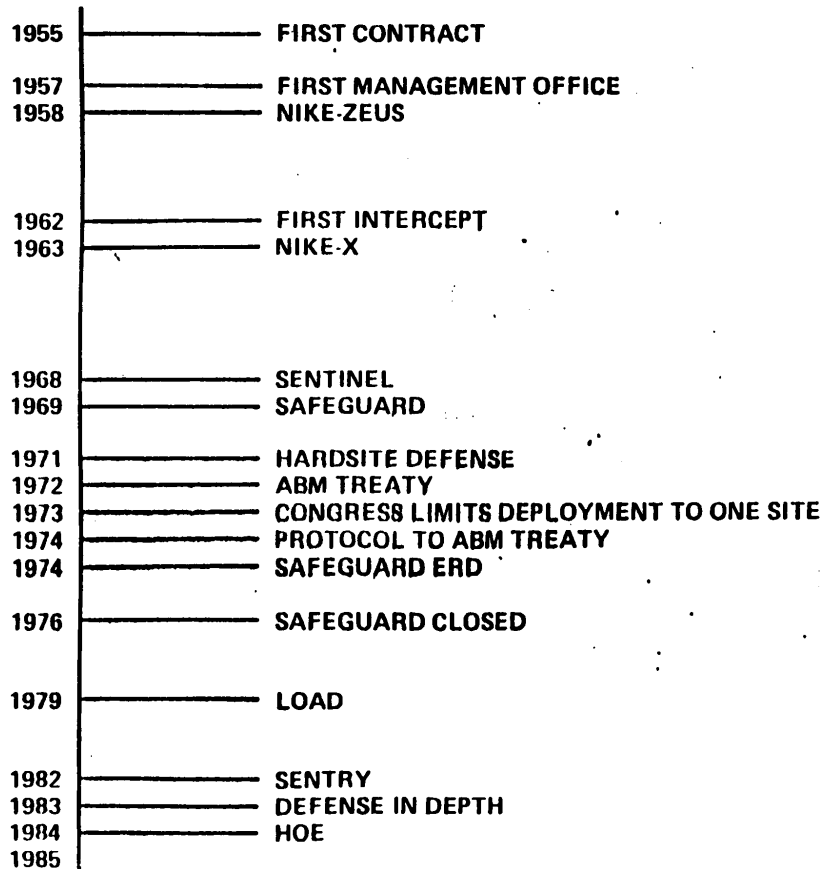 1955 FIRST CONTRACT
1957 FIRST MANAGEMENT OFFICE
1958 NIKE-ZEUS
1962 FIRST INTERCEPT
1963 NIKE-X
1968 SENTINEL
1969 SAFEGUARD
1971 HARDSITE DEFENSE
1972 ABM TREATY
1973 CONGRESS LIMITS DEPLOYMENT TO ONE SITE
1974 PROTOCOL TO ABM TREATY
1974 SAFEGUARD ERD
1976 SAFEGUARD CLOSED
1979 LOAD
1982 SENTRY
1983 DEFENSE IN DEPTH
1984 HOE
1985